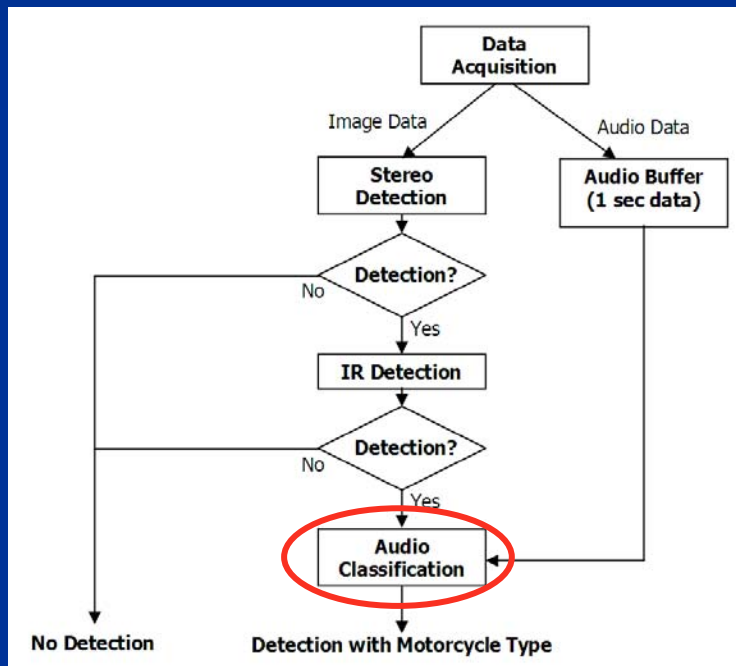 Data
Acquisition
Image Data
Audio Data
Stereo
Detection
Audio Buffer
(1 sec data)
Detection?
No
Yes
IR Detection
Detection?
No
Yes
Audio
Classification
No Detection
Detection with Motorcycle Type